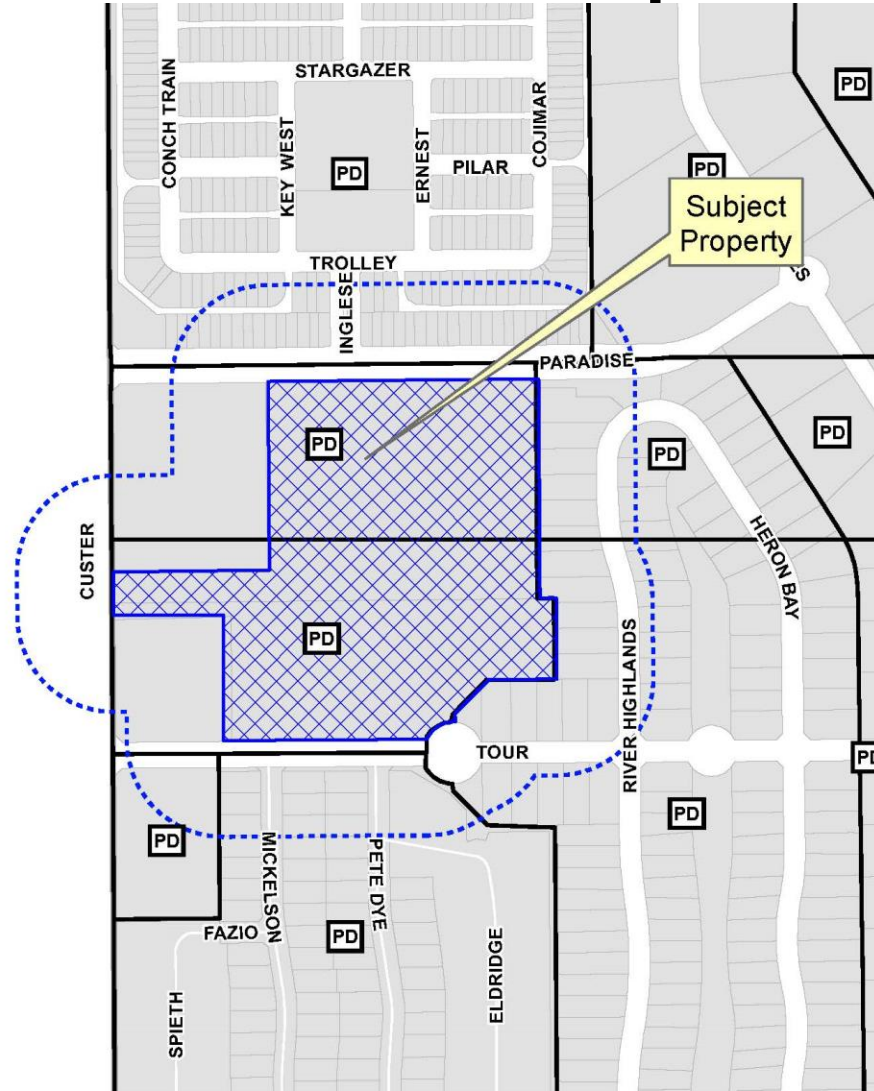 STARGAZER
CONCH TRAIN
KEY WEST
ERNEST
COJIMAR
PILAR
PD
PD
PD
Subject
Property
TROLLEY
INGLESE
PARADISE
PD
PD
PD
CUSTER
HERON BAY
PD
RIVER HIGHLANDS
TOUR
PD
PD
PD
MICKELSON
PETE DYE
FAZIO
PD
SPIETH
ELDRIDGE